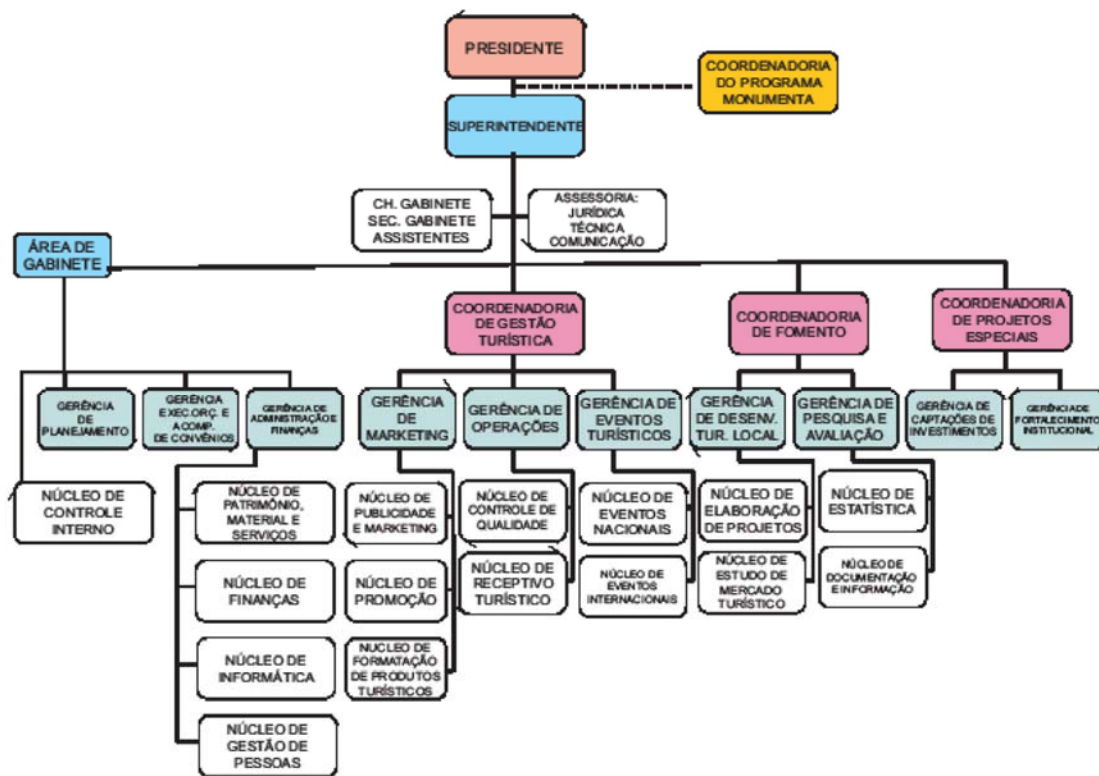 PRESIDENTE
COORDENADORIA
DO PROGRAMA
MONUMENTA
SUPERINTENDENTE
CH. GABINETE
SEC. GABINETE
ASSISTENTES
ASSESSORIA:
JURÍDICA
TÉCNICA
COMUNICAÇÃO
ÁREA DE
GABINETE
COORDENADORIA
DE GESTÃO
TURÍSTICA
COORDENADORIA
DE FOMENTO
COORDENADORIA
DE PROJETOS
ESPECIAIS
GERÊNCIA
DE
PLANEJAMENTO
GERÊNCIA
EXEC.ORÇ. E
ACOMP.
DE CONVÊNIOS
GERÊNCIA DE
ADMINISTRAÇÃO E
FINANÇAS
GERÊNCIA
DE
MARKETING
GERÊNCIA DE
OPERAÇÕES
GERÊNCIA DE
EVENTOS
TURÍSTICOS
GERÊNCIA
DE DESENV.
TUR. LOCAL
GERÊNCIA DE
PESQUISA E
AVALIAÇÃO
GERÊNCIA DE
CAPTAÇÕES DE
INVESTIMENTOS
GERÊNCIA DE
FORTALECIMENTO
INSTITUCIONAL
NÚCLEO DE
CONTROLE
INTERNO
NÚCLEO DE
PATRIMÔNIO,
MATERIAL E
SERVIÇOS
NÚCLEO DE
PUBLICIDADE
E MARKETING
NÚCLEO DE
CONTROLE DE
QUALIDADE
NÚCLEO DE
EVENTOS
NACIONAIS
NÚCLEO DE
ELABORAÇÃO
DE PROJETOS
NÚCLEO DE
ESTATÍSTICA
NÚCLEO DE
FINANÇAS
NÚCLEO DE
PROMOÇÃO
NÚCLEO DE
RECEPTIVO
TURÍSTICO
NÚCLEO DE
EVENTOS
INTERNACIONAIS
NÚCLEO DE
ESTUDO DE
MERCADO
TURÍSTICO
NÚCLEO DE
DOCUMENTAÇÃO
E INFORMAÇÃO
NÚCLEO DE
INFORMÁTICA
NUCLEO DE
FORMATAÇÃO
DE PRODUTOS
TURÍSTICOS
NÚCLEO DE
GESTÃO DE
PESSOAS